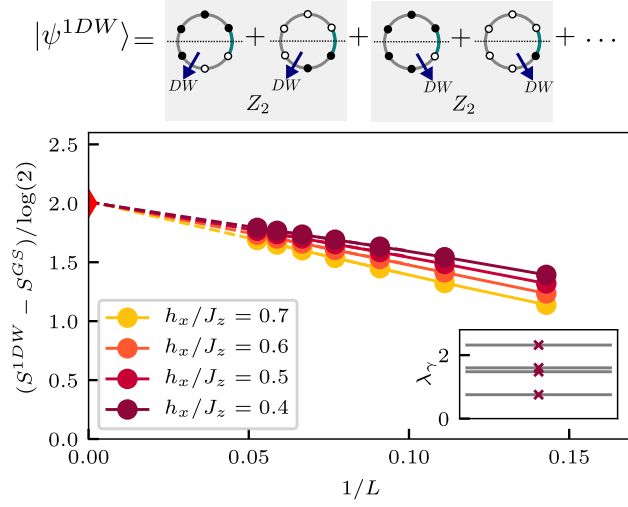 |ψ^{1DW}⟩ = + + + + ...
DW DW DW DW
Z_2 Z_2
2.5
2.0
1.5
1.0
0.5
0.0
(S^{1DW} − S^{GS})/log(2)
h_x/J_z = 0.7
h_x/J_z = 0.6
h_x/J_z = 0.5
h_x/J_z = 0.4
2
0
λ_γ
0.00 0.05 0.10 0.15
1/L